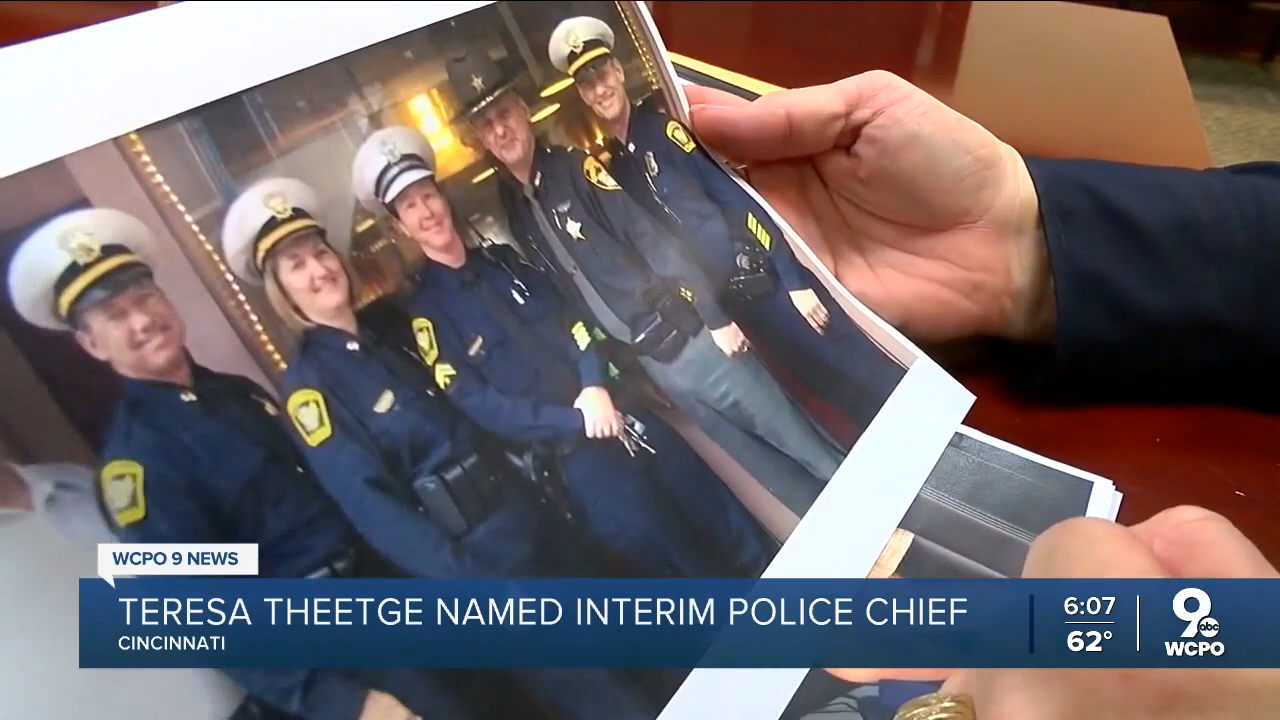 WCPO 9 NEWS
TERESA THEETGE NAMED INTERIM POLICE CHIEF
CINCINNATI
6:07
62°
9
abc
WCPO